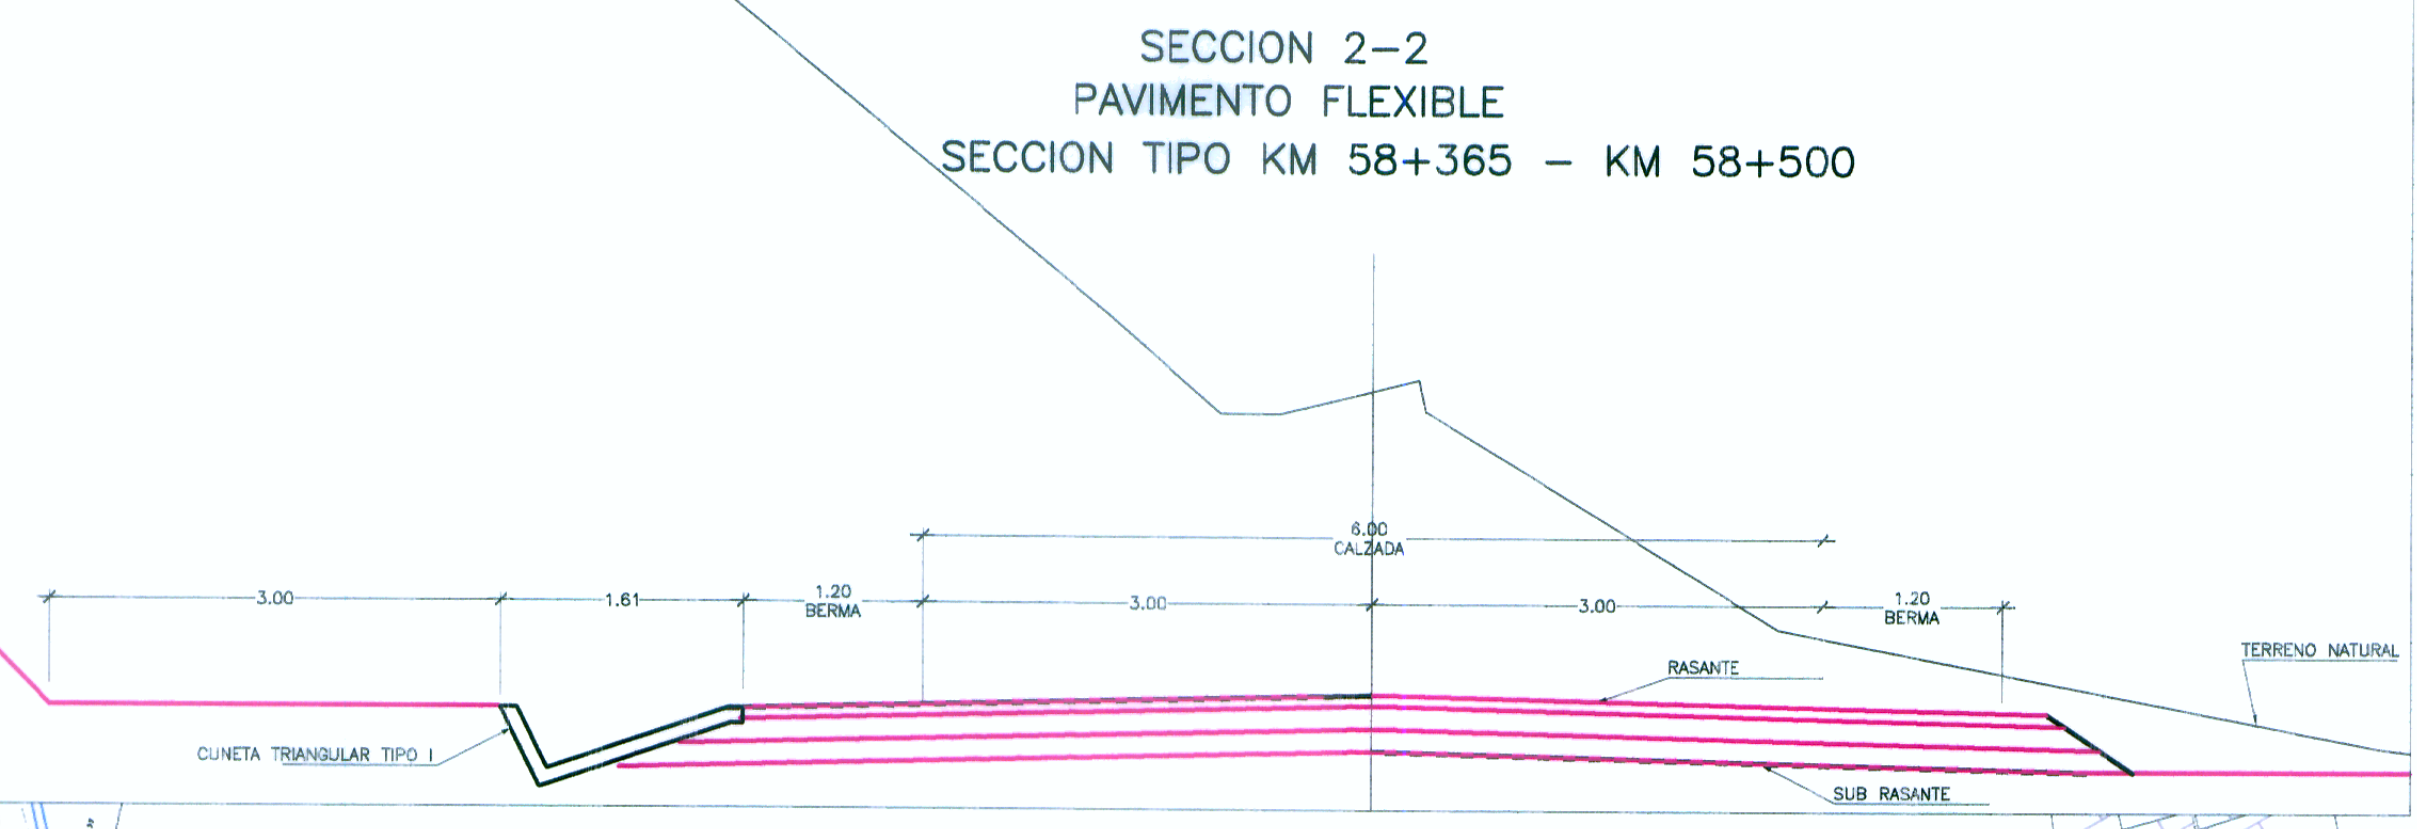 SECCION 2-2
PAVIMENTO FLEXIBLE
SECCION TIPO KM 58+365 - KM 58+500
6.00
CALZADA
3.00
1.61
1.20
BERMA
3.00
3.00
1.20
BERMA
TERRENO NATURAL
RASANTE
CUNETA TRIANGULAR TIPO I
SUB RASANTE